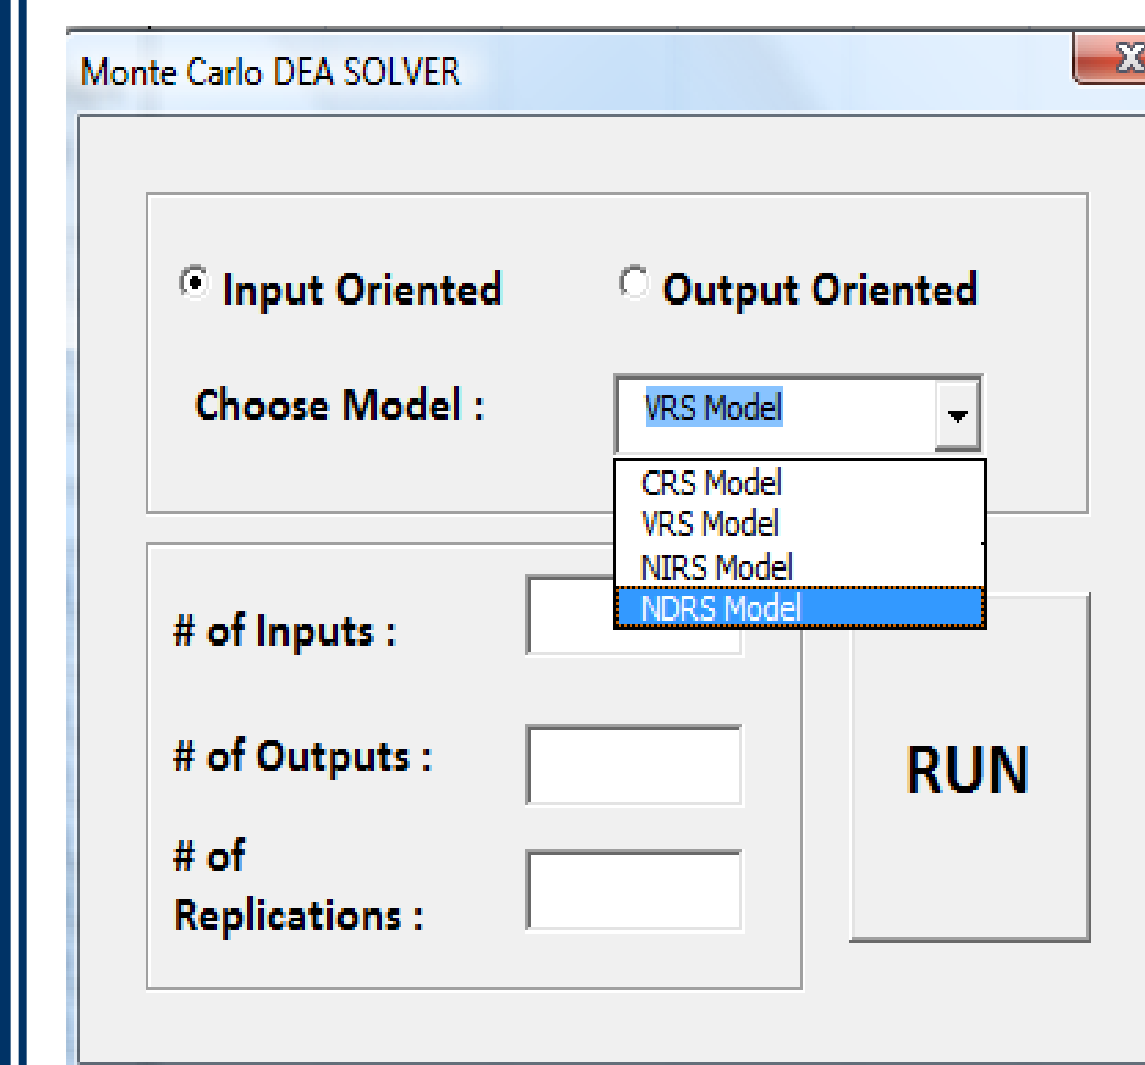 Monte Carlo DEA SOLVER
X
Input Oriented
Output Oriented
Choose Model :
VRS Model
CRS Model
VRS Model
NIRS Model
NDRS Model
# of Inputs :
# of Outputs :
RUN
# of
Replications :